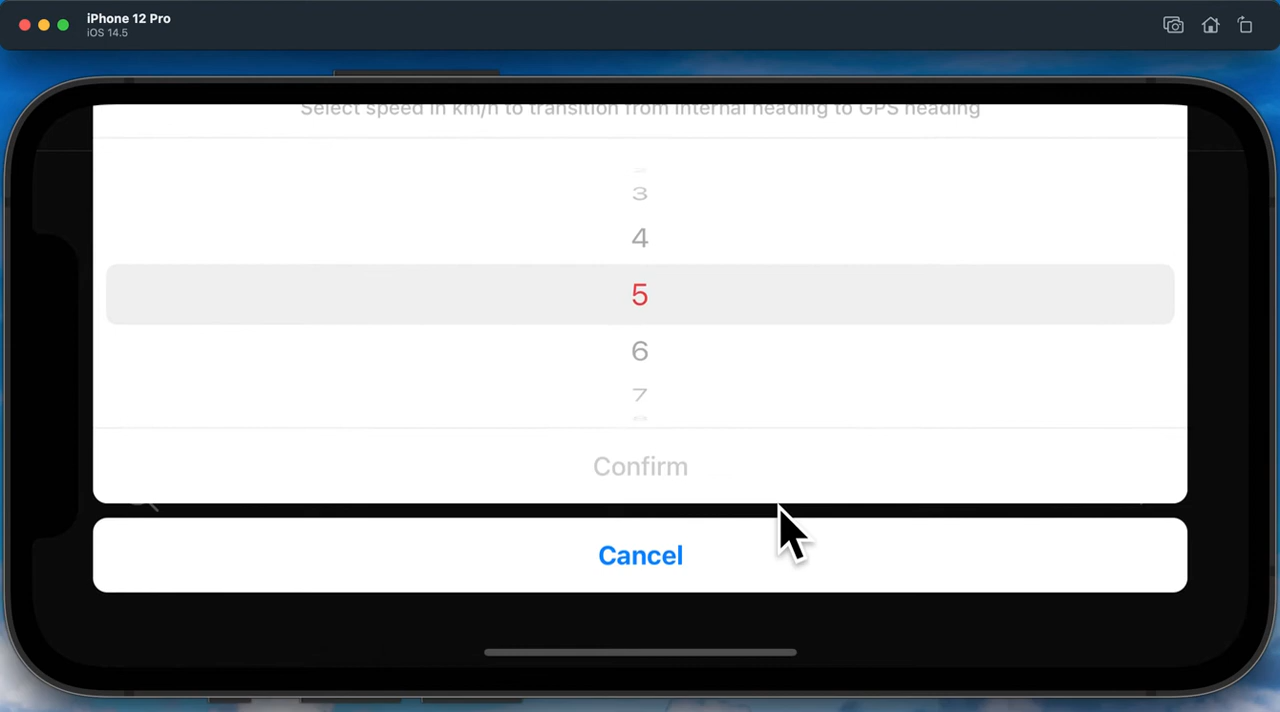 iPhone 12 Pro
iOS 14.5
Select speed in km/h to transition from internal heading to GPS heading
3
4
5
6
7
Confirm
Cancel